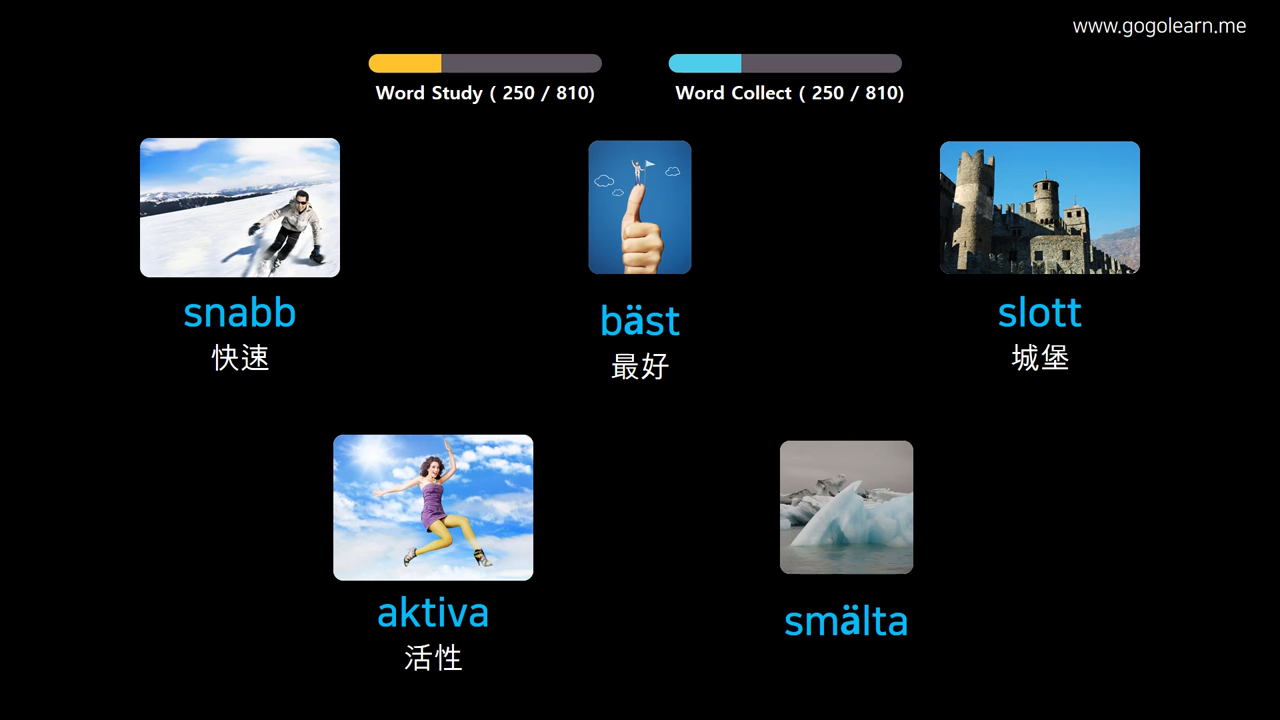 www.gogolearn.me
Word Study ( 250 / 810)
Word Collect ( 250 / 810)
snabb
快速
bäst
最好
slott
城堡
aktiva
活性
smälta